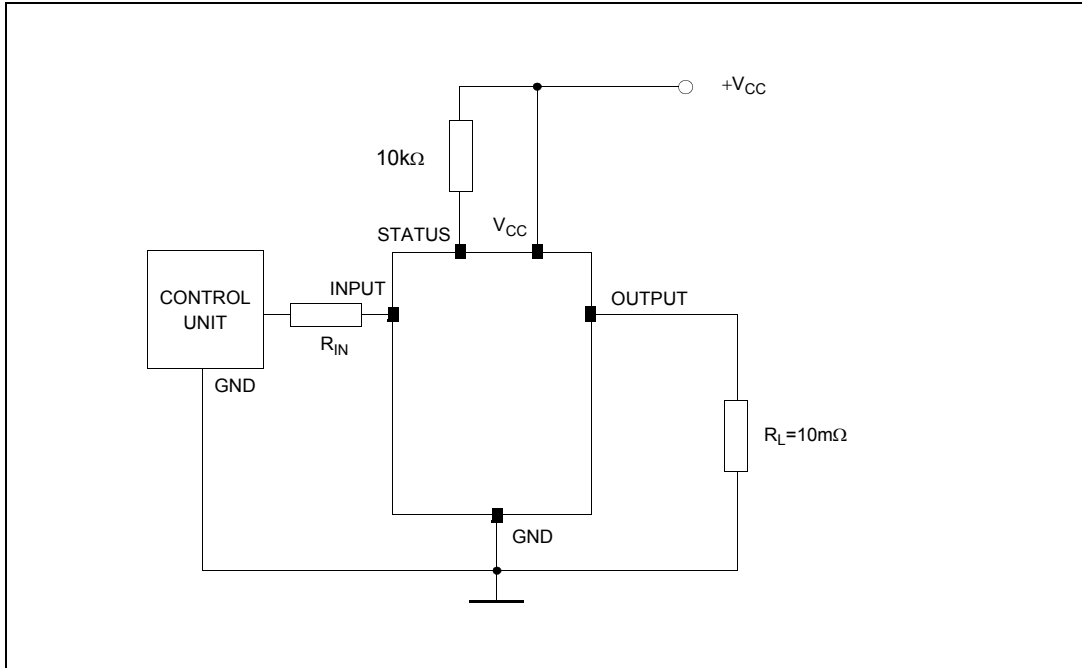 +VCC
10kΩ
STATUS
VCC
INPUT
OUTPUT
CONTROL
UNIT
RIN
GND
RL=10mΩ
GND